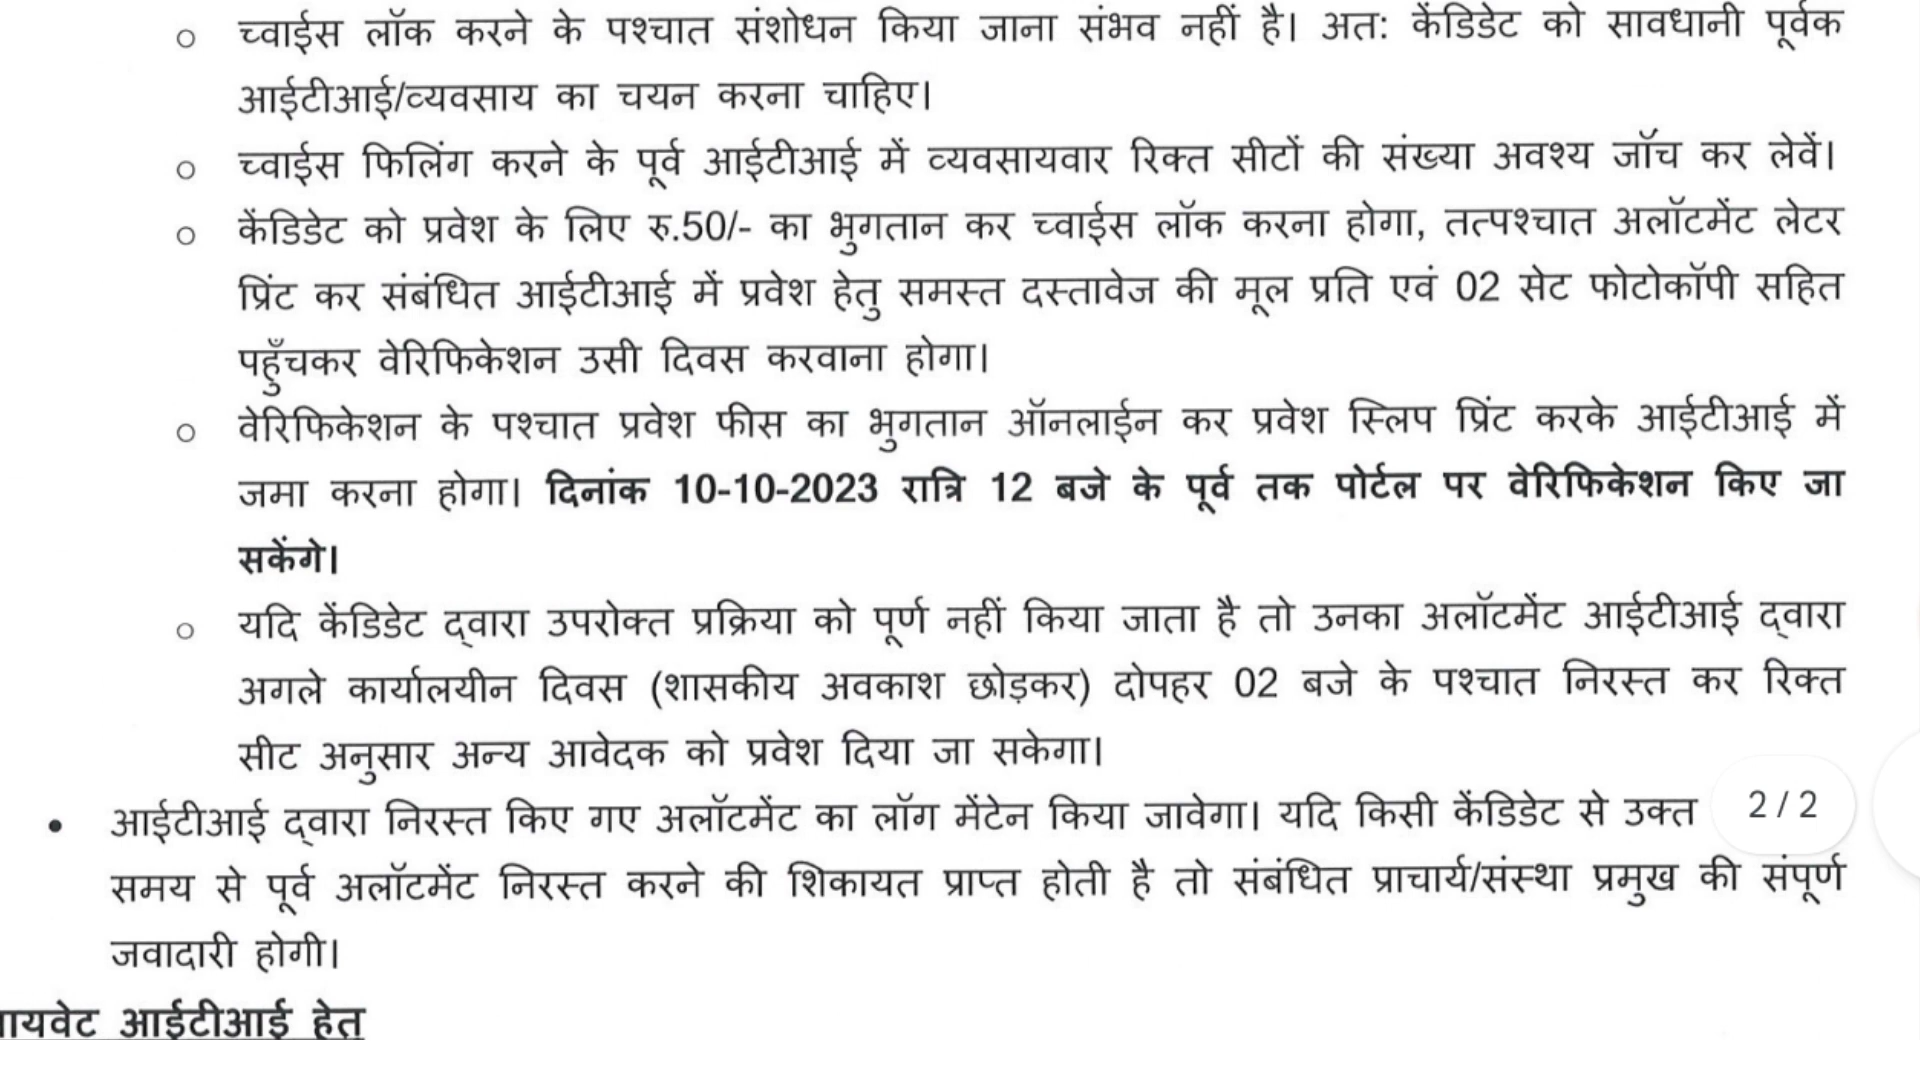 ○ च्वाईस लॉक करने के पश्चात संशोधन किया जाना संभव नहीं है। अत: केंडिडेट को सावधानी पूर्वक
आईटीआई/व्यवसाय का चयन करना चाहिए।
○ च्वाईस फिलिंग करने के पूर्व आईटीआई में व्यवसायवार रिक्त सीटों की संख्या अवश्य जॉच कर लेवें।
○ केंडिडेट को प्रवेश के लिए रु.50/- का भुगतान कर च्वाईस लॉक करना होगा, तत्पश्चात अलॉटमेंट लेटर
प्रिंट कर संबंधित आईटीआई में प्रवेश हेतु समस्त दस्तावेज की मूल प्रति एवं 02 सेट फोटोकॉपी सहित
पहुँचकर वेरिफिकेशन उसी दिवस करवाना होगा।
○ वेरिफिकेशन के पश्चात प्रवेश फीस का भुगतान ऑनलाईन कर प्रवेश स्लिप प्रिंट करके आईटीआई में
जमा करना होगा। दिनांक 10-10-2023 रात्रि 12 बजे के पूर्व तक पोर्टल पर वेरिफिकेशन किए जा
सकेंगे।
○ यदि केंडिडेट द्वारा उपरोक्त प्रक्रिया को पूर्ण नहीं किया जाता है तो उनका अलॉटमेंट आईटीआई द्वारा
अगले कार्यालयीन दिवस (शासकीय अवकाश छोड़कर) दोपहर 02 बजे के पश्चात निरस्त कर रिक्त
सीट अनुसार अन्य आवेदक को प्रवेश दिया जा सकेगा।
• आईटीआई द्वारा निरस्त किए गए अलॉटमेंट का लॉग मेंटेन किया जावेगा। यदि किसी केंडिडेट से उक्त
2 / 2
समय से पूर्व अलॉटमेंट निरस्त करने की शिकायत प्राप्त होती है तो संबंधित प्राचार्य/संस्था प्रमुख की संपूर्ण
जवादारी होगी।
ायवेट आईटीआई हेतु